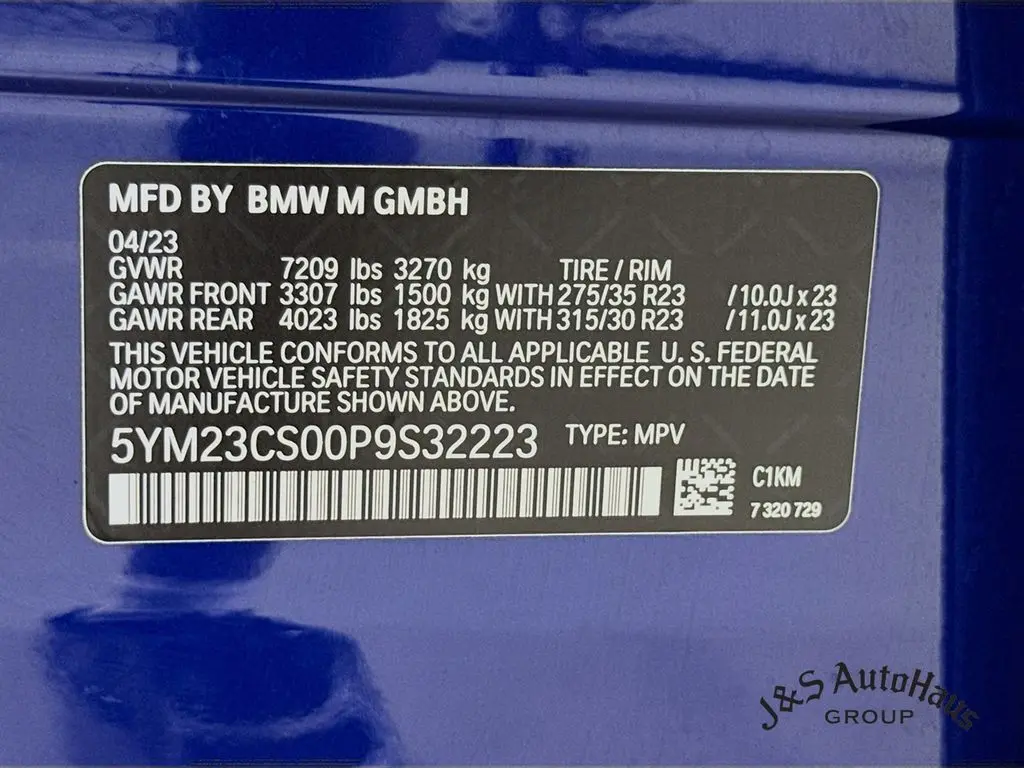 MFD BY BMW M GMBH
04/23
GVWR 7209 lbs 3270 kg TIRE / RIM
GAWR FRONT 3307 lbs 1500 kg WITH 275/35 R23 /10.0J x 23
GAWR REAR 4023 lbs 1825 kg WITH 315/30 R23 /11.0J x 23
THIS VEHICLE CONFORMS TO ALL APPLICABLE U. S. FEDERAL
MOTOR VEHICLE SAFETY STANDARDS IN EFFECT ON THE DATE
OF MANUFACTURE SHOWN ABOVE.
5YM23CS00P9S32223 TYPE: MPV
C1KM
7 320 729
J&S AutoHaus
GROUP